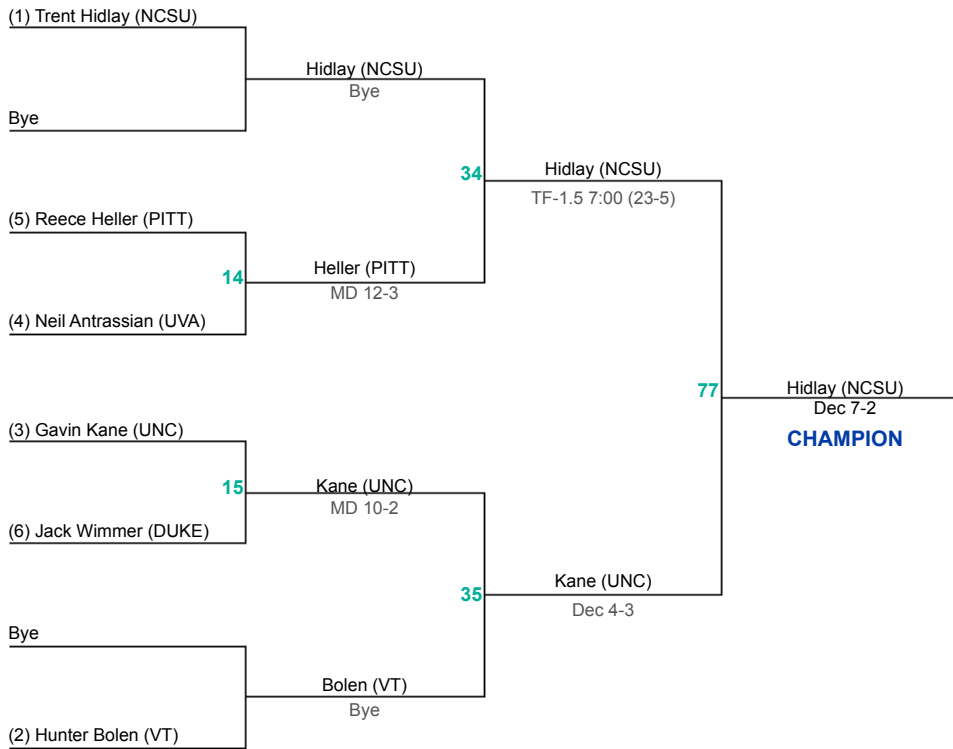 (1) Trent Hidlay (NCSU)
Hidlay (NCSU)
Bye
Bye
34
Hidlay (NCSU)
TF-1.5 7:00 (23-5)
(5) Reece Heller (PITT)
14
Heller (PITT)
MD 12-3
(4) Neil Antrassian (UVA)
77
Hidlay (NCSU)
Dec 7-2
CHAMPION
(3) Gavin Kane (UNC)
15
Kane (UNC)
MD 10-2
(6) Jack Wimmer (DUKE)
35
Kane (UNC)
Dec 4-3
Bye
Bolen (VT)
Bye
(2) Hunter Bolen (VT)